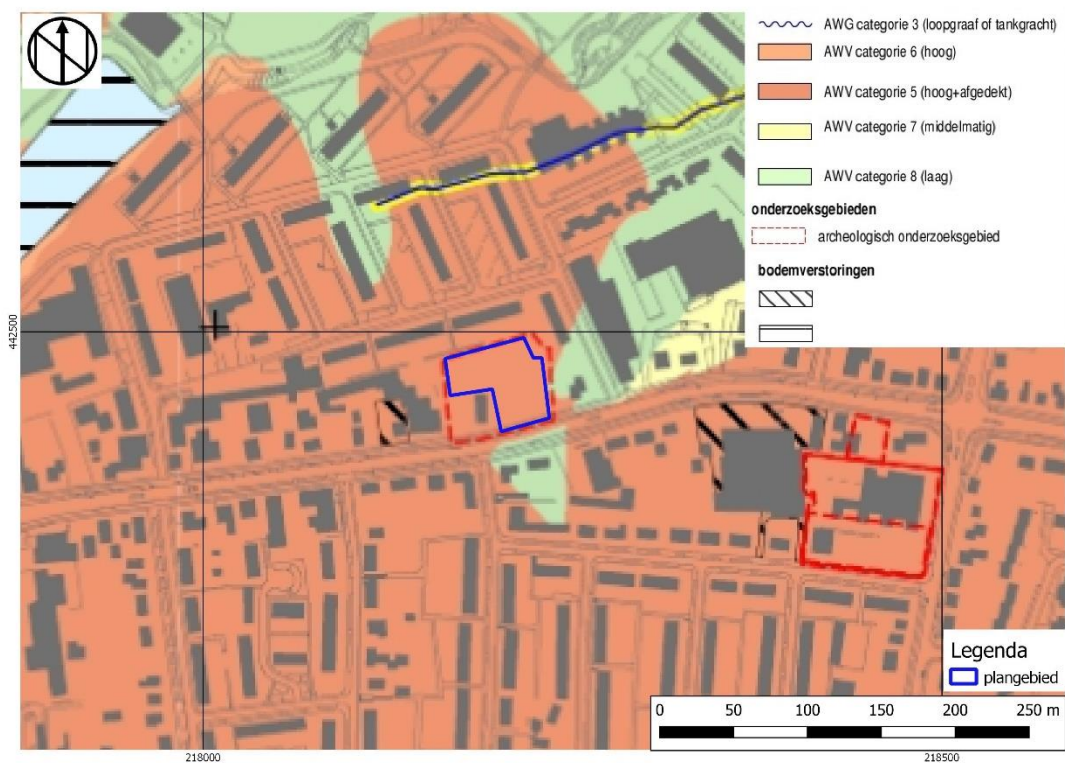 AWG categorie 3 (loopgraaf of tankgracht)
AWV categorie 6 (hoog)
AWV categorie 5 (hoog+afgedekt)
AWV categorie 7 (middelmatig)
AWV categorie 8 (laag)
onderzoeksgebieden
archeologisch onderzoeksgebied
bodemverstoringen
442500
Legenda
plangebied
0 50 100 150 200 250 m
218000
218500